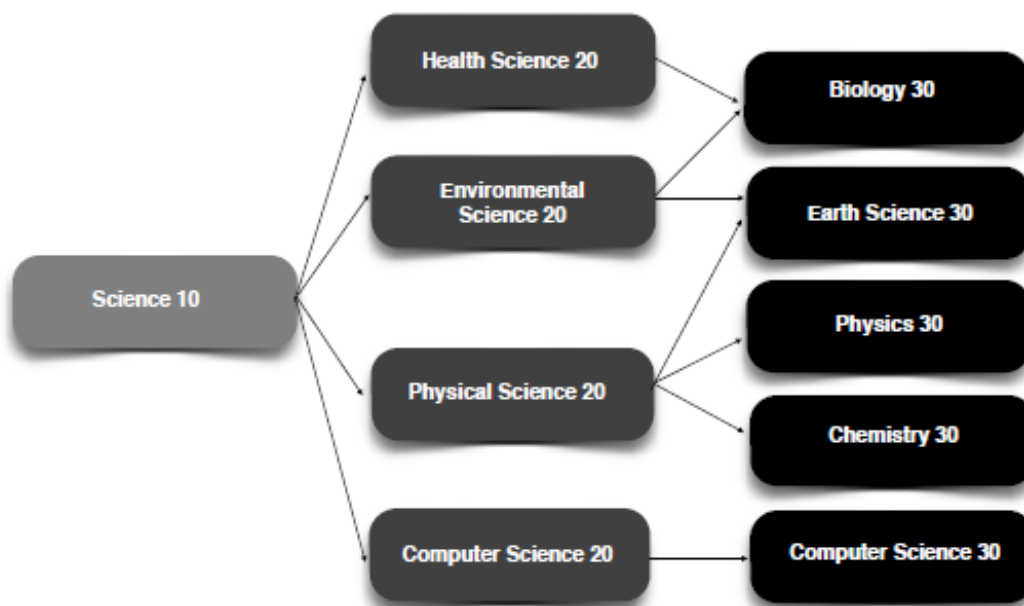 Health Science 20
Biology 30
Environmental
Science 20
Earth Science 30
Science 10
Physics 30
Physical Science 20
Chemistry 30
Computer Science 20
Computer Science 30